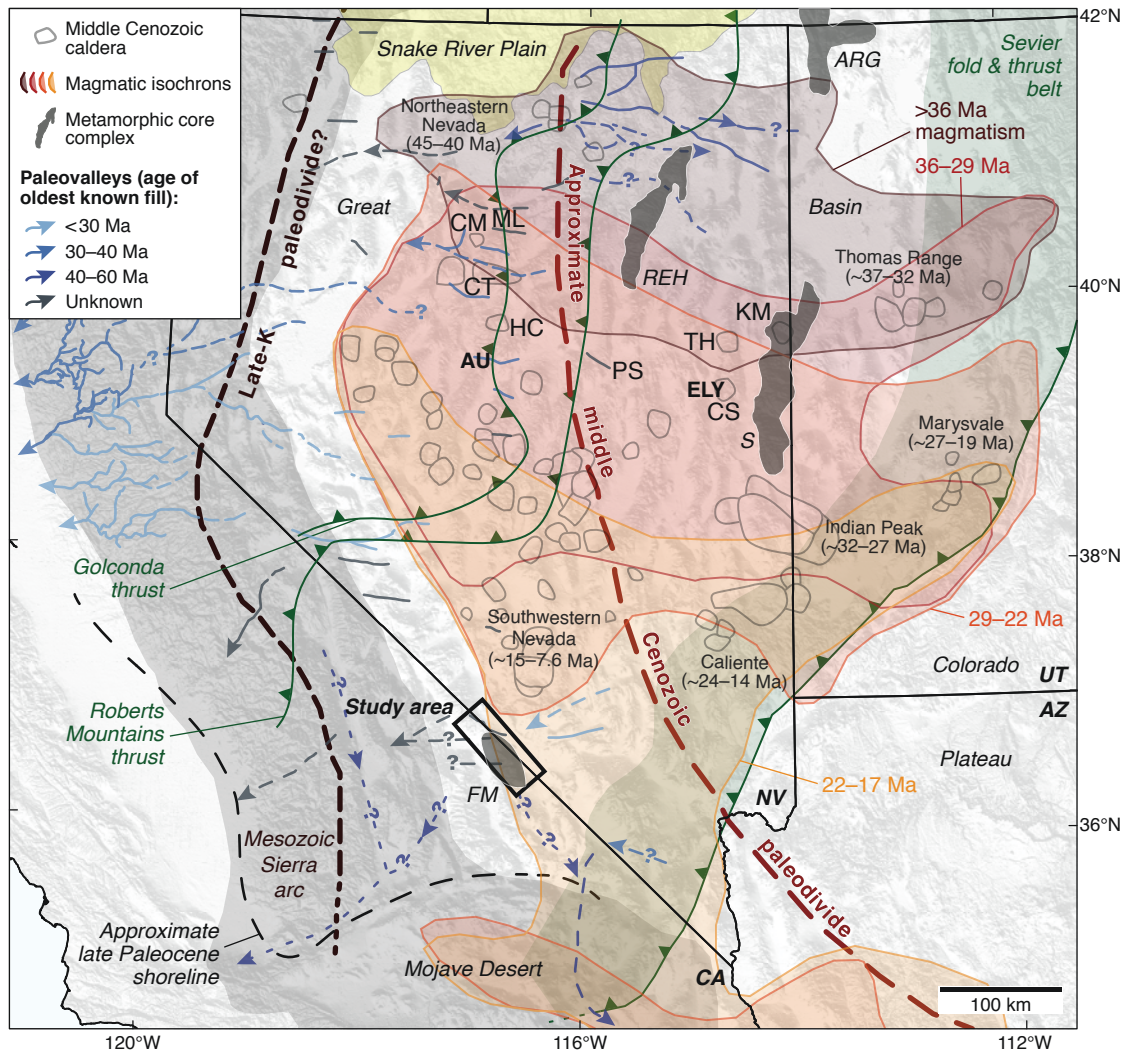 Middle Cenozoic
caldera
Magmatic isochrons
Metamorphic core
complex
Paleovalleys (age of
oldest known fill):
<30 Ma
30–40 Ma
40–60 Ma
Unknown
42°N
40°N
38°N
36°N
120°W
116°W
112°W
Snake River Plain
ARG
Sevier
fold & thrust
belt
Northeastern
Nevada
(45–40 Ma)
>36 Ma
magmatism
36–29 Ma
Late-K
paleodivide?
Great
Basin
Approximate
middle
Cenozoic
paleodivide
CM
ML
CT
HC
AU
REH
KM
TH
PS
ELY
CS
S
Thomas Range
(~37–32 Ma)
Marysvale
(~27–19 Ma)
Indian Peak
(~32–27 Ma)
Golconda
thrust
Southwestern
Nevada
(~15–7.6 Ma)
Caliente
(~24–14 Ma)
29–22 Ma
Colorado
UT
AZ
Plateau
Roberts
Mountains
thrust
Study area
FM
NV
22–17 Ma
Mesozoic
Sierra
arc
Approximate
late Paleocene
shoreline
Mojave Desert
CA
100 km
?
?
?
?
?
?
?
?
?
?
?
?